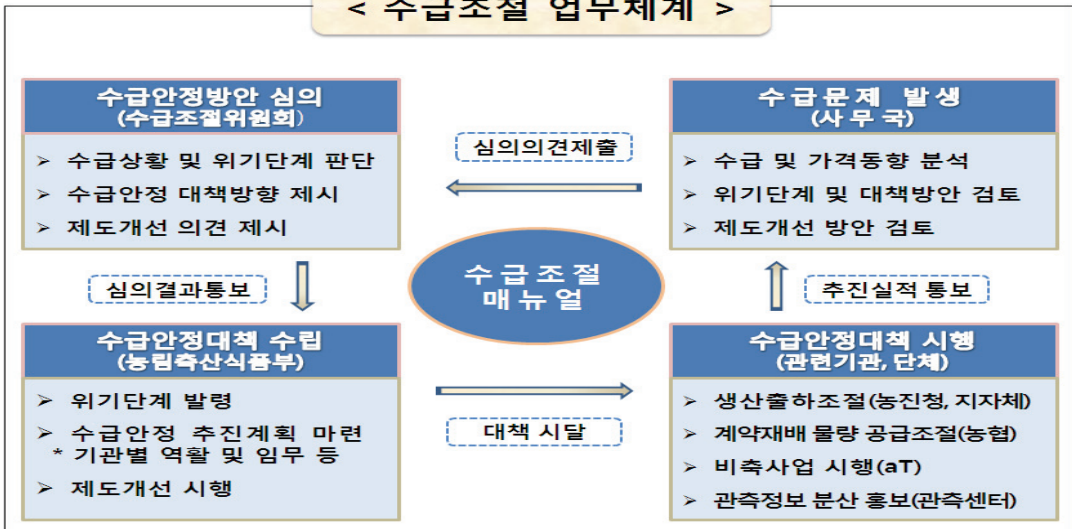 < 수급조절 업무체계 >
수급안정방안 심의
(수급조절위원회)
➢ 수급상황 및 위기단계 판단
➢ 수급안정 대책방향 제시
➢ 제도개선 의견 제시
심의의견제출
수급문제 발생
(사무국)
➢ 수급 및 가격동향 분석
➢ 위기단계 및 대책방안 검토
➢ 제도개선 방안 검토
심의결과통보
수급조절
매뉴얼
추진실적 통보
수급안정대책 수립
(농림축산식품부)
➢ 위기단계 발령
➢ 수급안정 추진계획 마련
* 기관별 역활 및 임무 등
➢ 제도개선 시행
대책 시달
수급안정대책 시행
(관련기관, 단체)
➢ 생산출하조절(농진청, 지자체)
➢ 계약재배 물량 공급조절(농협)
➢ 비축사업 시행(aT)
➢ 관측정보 분산 홍보(관측센터)